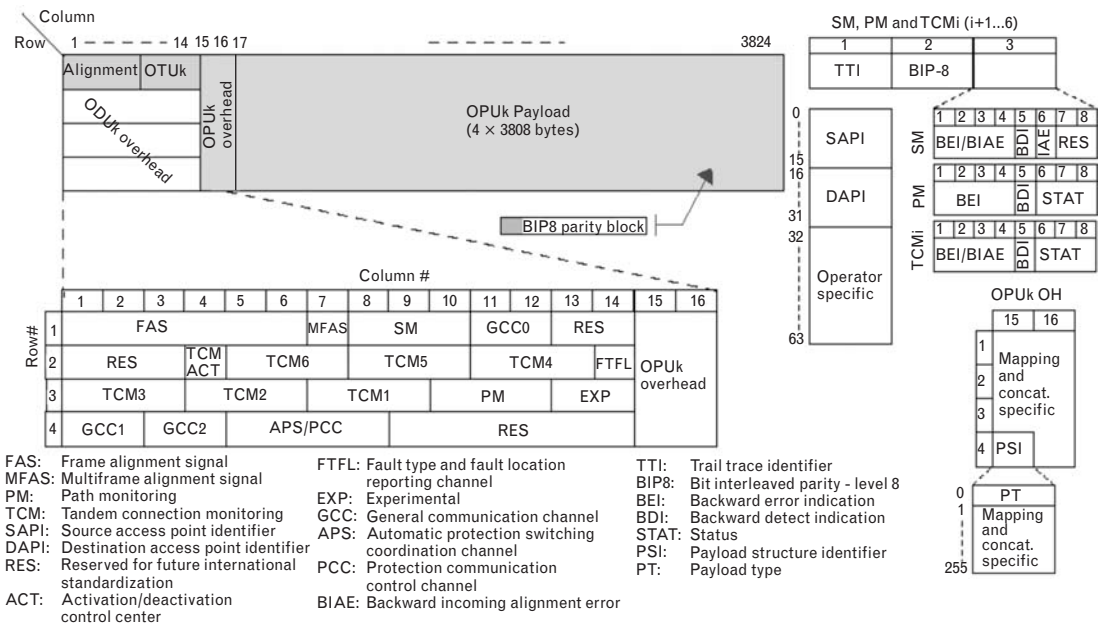 Column
Row 1 14 15 16 17 3824
Alignment OTUk
ODUk overhead
OPUk overhead
OPUk Payload
(4 × 3808 bytes)
BIP8 parity block
SM, PM and TCMi (i+1...6)
1 2 3
TTI BIP-8
0
SAPI
15
16
DAPI
31
32
Operator
specific
63
SM
1 2 3 4 5 6 7 8
BEI/BIAE BDI IAE RES
PM
1 2 3 4 5 6 7 8
BEI BDI STAT
TCMi
1 2 3 4 5 6 7 8
BEI/BIAE BDI STAT
Column #
1 2 3 4 5 6 7 8 9 10 11 12 13 14 15 16
Row#
1 FAS MFAS SM GCC0 RES
2 RES TCM ACT TCM6 TCM5 TCM4 FTFL
3 TCM3 TCM2 TCM1 PM EXP
4 GCC1 GCC2 APS/PCC RES
OPUk
overhead
OPUk OH
15 16
1
2
3
4
Mapping
and
concat.
specific
PSI
0 PT
1
Mapping
and
concat.
specific
255
FAS: Frame alignment signal
MFAS: Multiframe alignment signal
PM: Path monitoring
TCM: Tandem connection monitoring
SAPI: Source access point identifier
DAPI: Destination access point identifier
RES: Reserved for future international
standardization
ACT: Activation/deactivation
control center
FTFL: Fault type and fault location
reporting channel
EXP: Experimental
GCC: General communication channel
APS: Automatic protection switching
coordination channel
PCC: Protection communication
control channel
BIAE: Backward incoming alignment error
TTI: Trail trace identifier
BIP8: Bit interleaved parity - level 8
BEI: Backward error indication
BDI: Backward detect indication
STAT: Status
PSI: Payload structure identifier
PT: Payload type